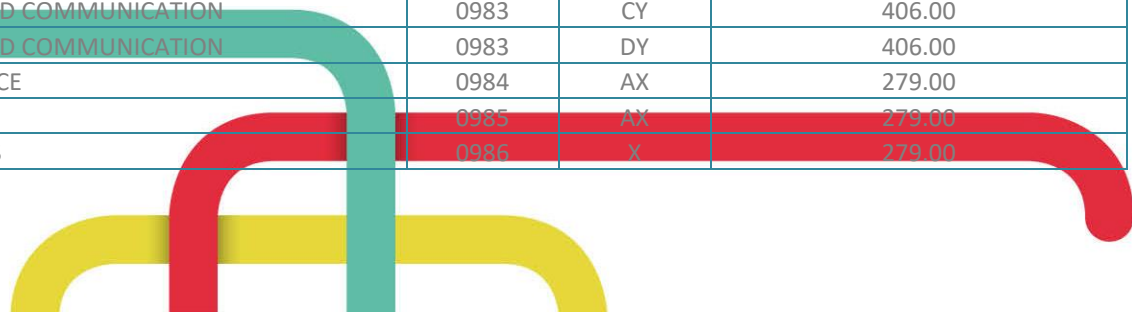 D COMMUNICATION 0983 CY 406.00
D COMMUNICATION 0983 DY 406.00
CE 0984 AX 279.00
0985 AX 279.00
0986 X 279.00